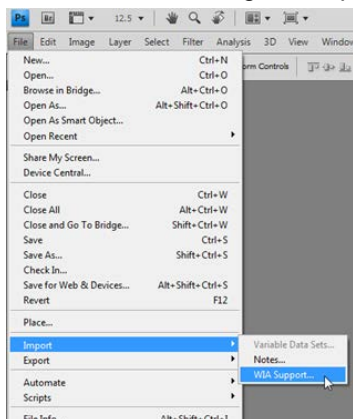 Ps Br 12.5
File Edit Image Layer Select Filter Analysis 3D View Window
New... Ctrl+N
Open... Ctrl+O
Browse in Bridge... Alt+Ctrl+O
Open As... Alt+Shift+Ctrl+O
Open As Smart Object...
Open Recent
Share My Screen...
Device Central...
Close Ctrl+W
Close All Alt+Ctrl+W
Close and Go To Bridge... Shift+Ctrl+W
Save Ctrl+S
Save As... Shift+Ctrl+S
Check In...
Save for Web & Devices... Alt+Shift+Ctrl+S
Revert F12
Place...
Import
Export
Automate
Scripts
Variable Data Sets...
Notes...
WIA Support...
Controls